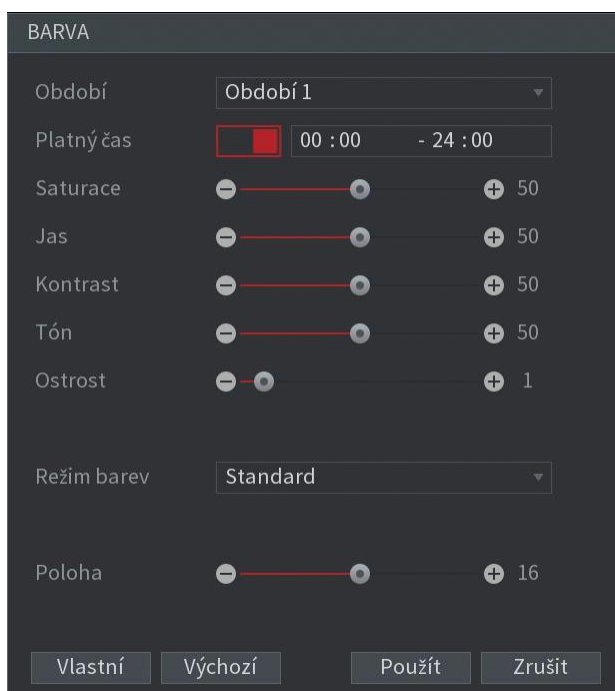 BARVA
Období Období 1
Platný čas 00 : 00 - 24 : 00
Saturace 50
Jas 50
Kontrast 50
Tón 50
Ostrost 1
Režim barev Standard
Poloha 16
Vlastní Výchozí Použít Zrušit